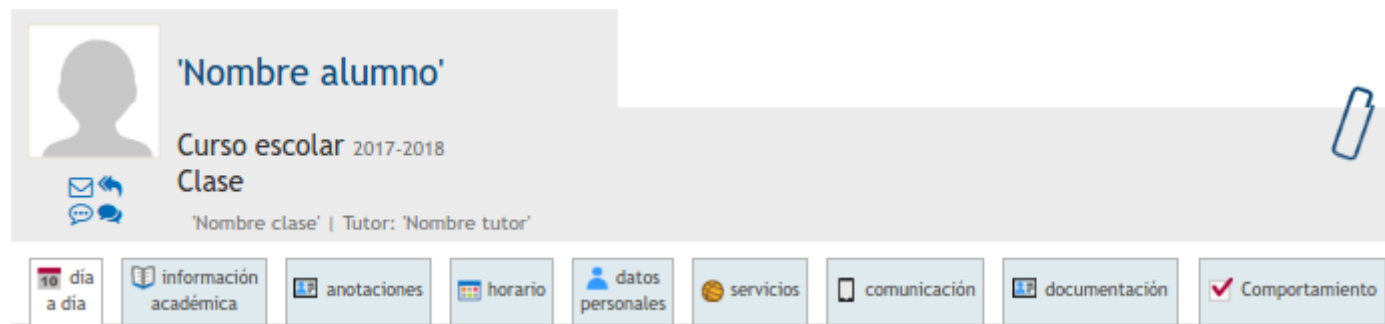 'Nombre alumno'
Curso escolar 2017-2018
Clase
'Nombre clase' | Tutor: 'Nombre tutor'
10 día
a día
información
académica
anotaciones
horario
datos
personales
servicios
comunicación
documentación
Comportamiento